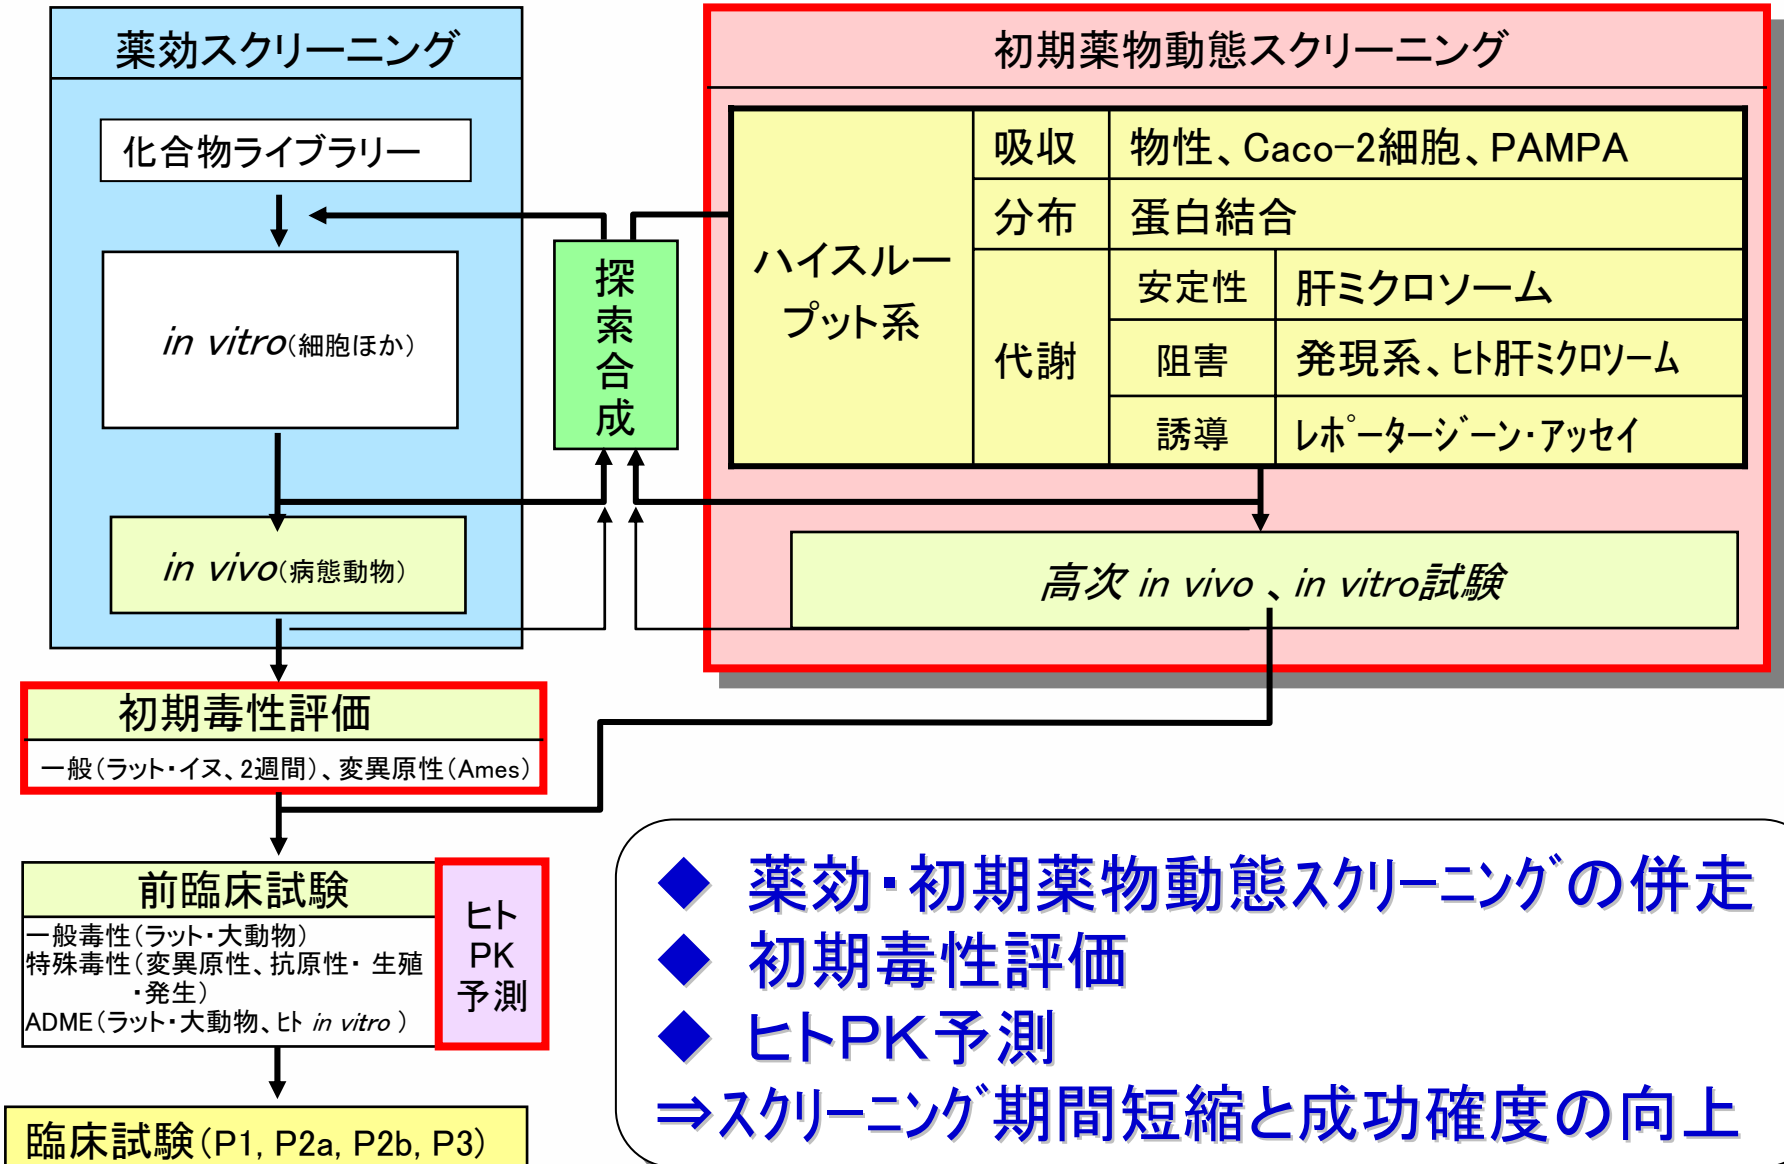 薬効スクリーニング
化合物ライブラリー
in vitro(細胞ほか)
in vivo(病態動物)
探
索
合
成
初期薬物動態スクリーニング
ハイスルー
プット系
吸収
物性、Caco-2細胞、PAMPA
分布
蛋白結合
代謝
安定性
肝ミクロソーム
阻害
発現系、ﾋﾄ肝ﾐｸﾛｿｰﾑ
誘導
ﾚﾎﾟｰﾀｰｼﾞｰﾝ・ｱｯｾｲ
高次 in vivo 、in vitro試験
初期毒性評価
一般(ラット・イヌ、2週間)、変異原性(Ames)
前臨床試験
一般毒性(ラット・大動物)
特殊毒性(変異原性、抗原性・ 生殖
・発生)
ADME(ラット・大動物、ﾋﾄ in vitro )
ヒト
PK
予測
臨床試験(P1, P2a, P2b, P3)
◆ 薬効・初期薬物動態ｽｸﾘｰﾆﾝｸﾞの併走
◆ 初期毒性評価
◆ ヒトPK予測
⇒ｽｸﾘｰﾆﾝｸﾞ期間短縮と成功確度の向上